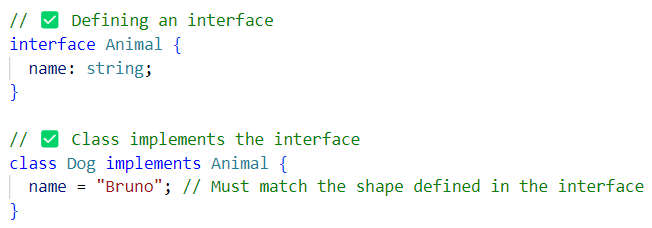 // ✅ Defining an interface
interface Animal {
  name: string;
}

// ✅ Class implements the interface
class Dog implements Animal {
  name = "Bruno"; // Must match the shape defined in the interface
}